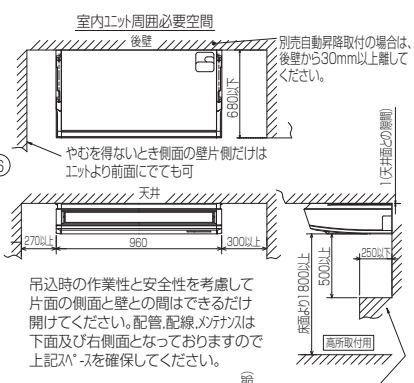 室内ユニット周囲必要空間
後壁
別売自動昇降取付の場合は、
後壁から30mm以上離して
ください。
680以下
やむを得ないとき側面の壁片側だけは
ユニットより前面にでても可
6
天井
1(天井面との隙間)
270以上
960
300以上
250以下
500以上
床面より1800以上
高所取付用
吊込時の作業性と安全性を考慮して
片面の側面と壁との間はできるだけ
開けてください。配管,配線,メンテナンスは
下面及び右側面となっておりますので
上記スペースを確保してください。